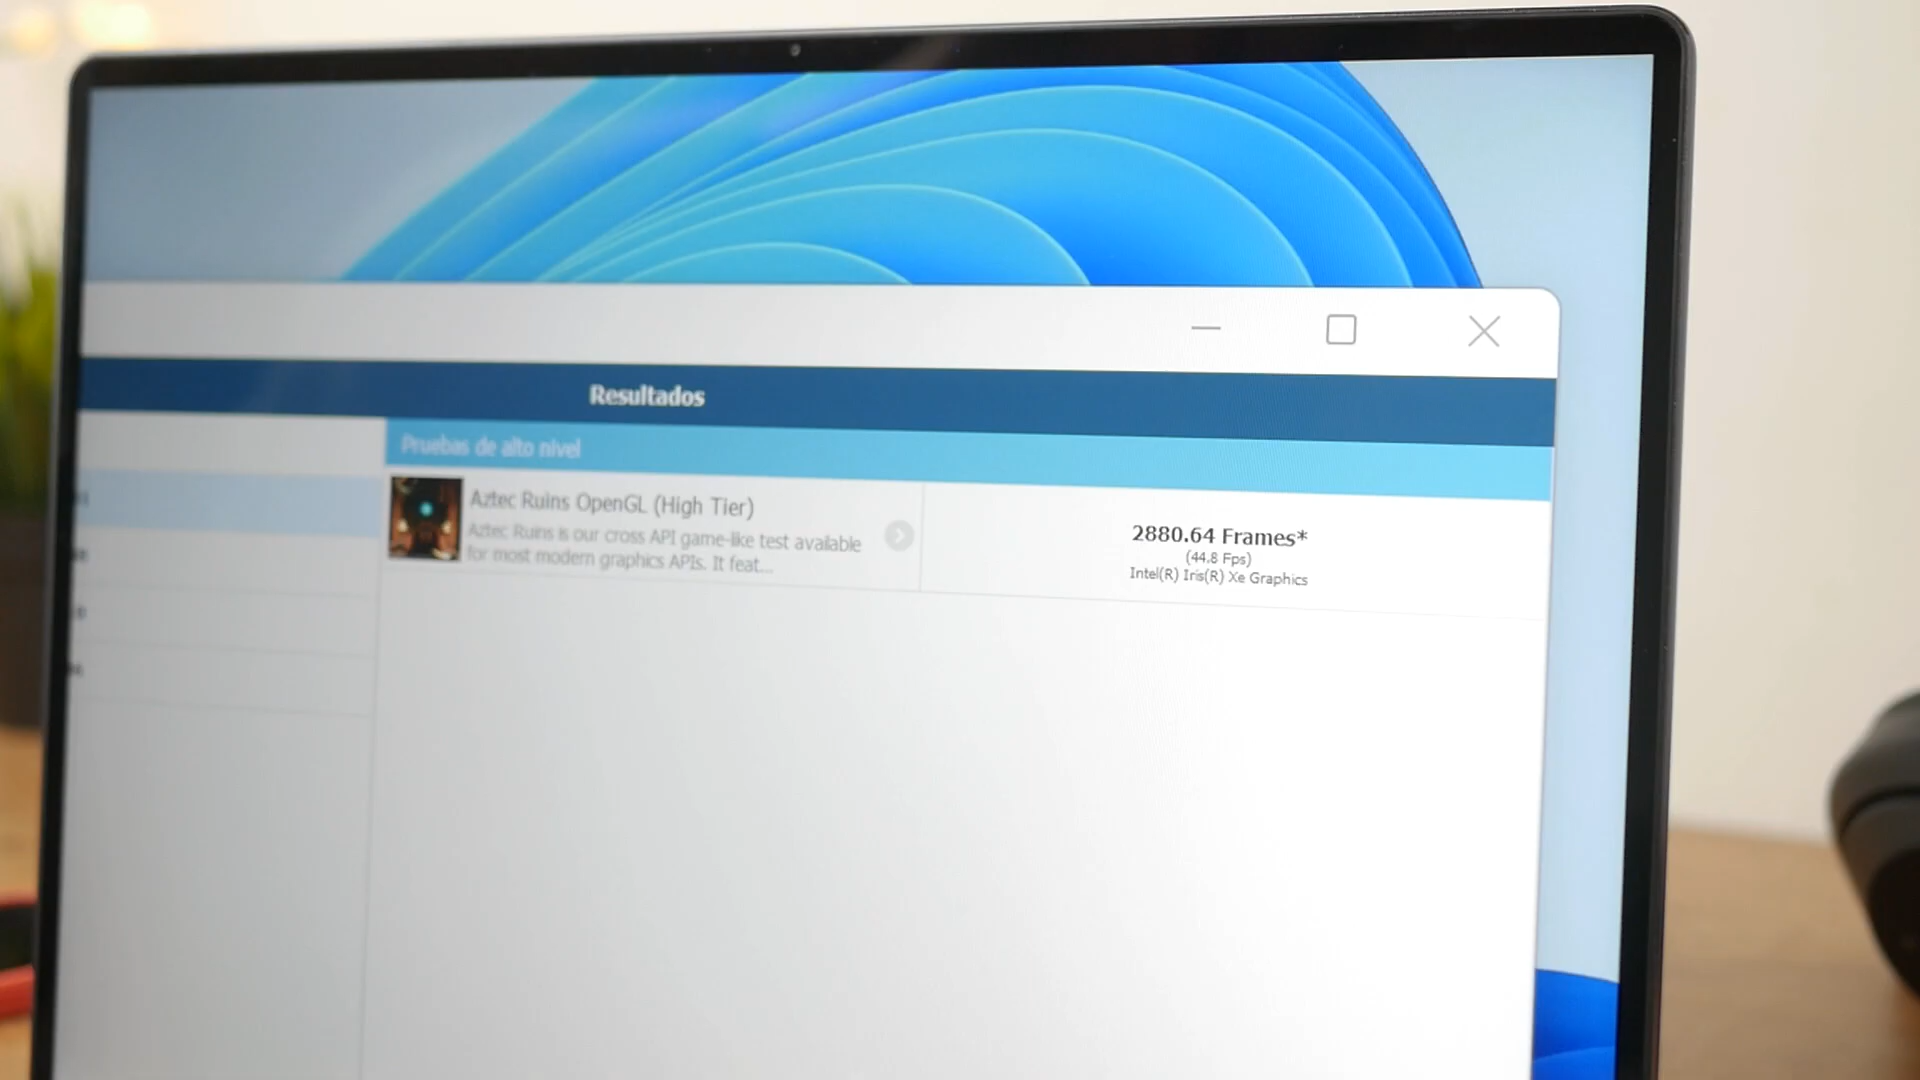 Resultados
Pruebas de alto nivel
Aztec Ruins OpenGL (High Tier)
Aztec Ruins is our cross API game-like test available
for most modern graphics APIs. It feat...
2880.64 Frames*
(44.8 Fps)
Intel(R) Iris(R) Xe Graphics